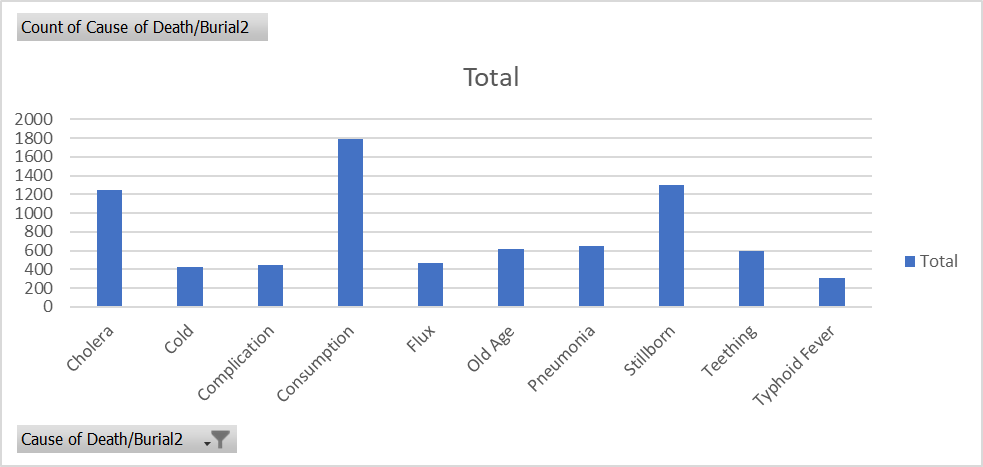 Count of Cause of Death/Burial2
Total
2000
1800
1600
1400
1200
1000
800
600
400
200
0
Cholera
Cold
Complication
Consumption
Flux
Old Age
Pneumonia
Stillborn
Teething
Typhoid Fever
Total
Cause of Death/Burial2